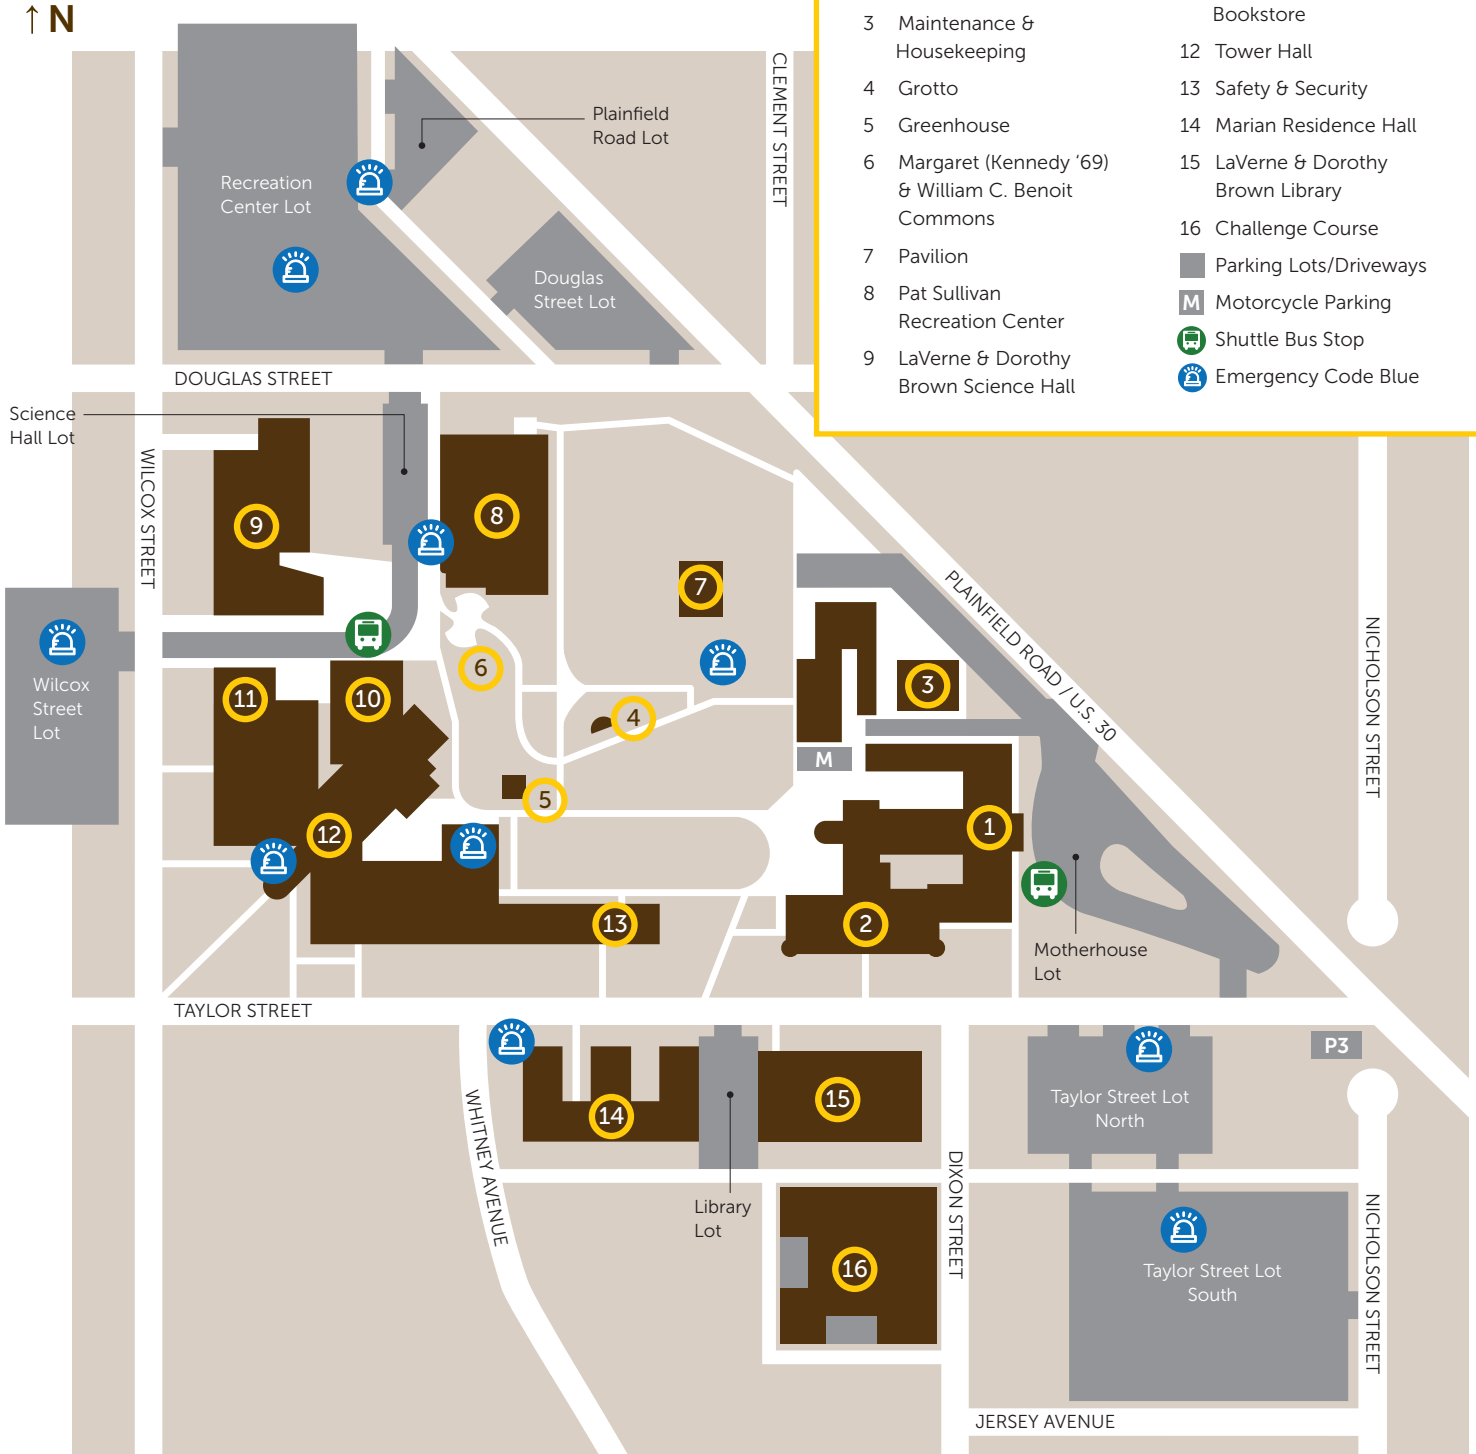 ↑ N
3 Maintenance &
Housekeeping
4 Grotto
5 Greenhouse
6 Margaret (Kennedy ’69)
& William C. Benoit
Commons
7 Pavilion
8 Pat Sullivan
Recreation Center
9 LaVerne & Dorothy
Brown Science Hall
Bookstore
12 Tower Hall
13 Safety & Security
14 Marian Residence Hall
15 LaVerne & Dorothy
Brown Library
16 Challenge Course
Parking Lots/Driveways
M Motorcycle Parking
Shuttle Bus Stop
Emergency Code Blue
CLEMENT STREET
Plainfield
Road Lot
Recreation
Center Lot
Douglas
Street Lot
DOUGLAS STREET
Science
Hall Lot
WILCOX STREET
9
8
7
PLAINFIELD ROAD / U.S. 30
NICHOLSON STREET
Wilcox
Street
Lot
6
11
10
3
4
M
5
12
1
13
2
Motherhouse
Lot
TAYLOR STREET
P3
WHITNEY AVENUE
14
15
Taylor Street Lot
North
DIXON STREET
Library
Lot
16
Taylor Street Lot
South
NICHOLSON STREET
JERSEY AVENUE